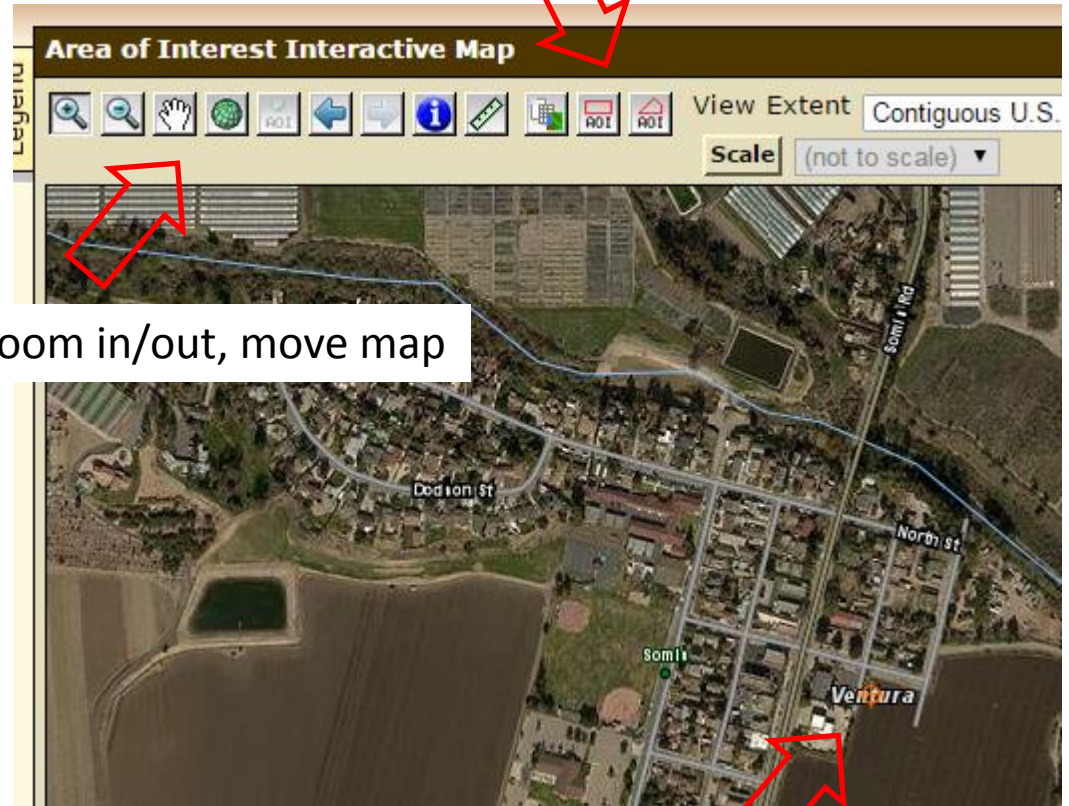 Legend
Area of Interest Interactive Map
AOI
AOI
AOI
View Extent
Contiguous U.S.
Scale
(not to scale)
oom in/out, move map
Somis Rd
Dodson St
North St
Somis
Ventura